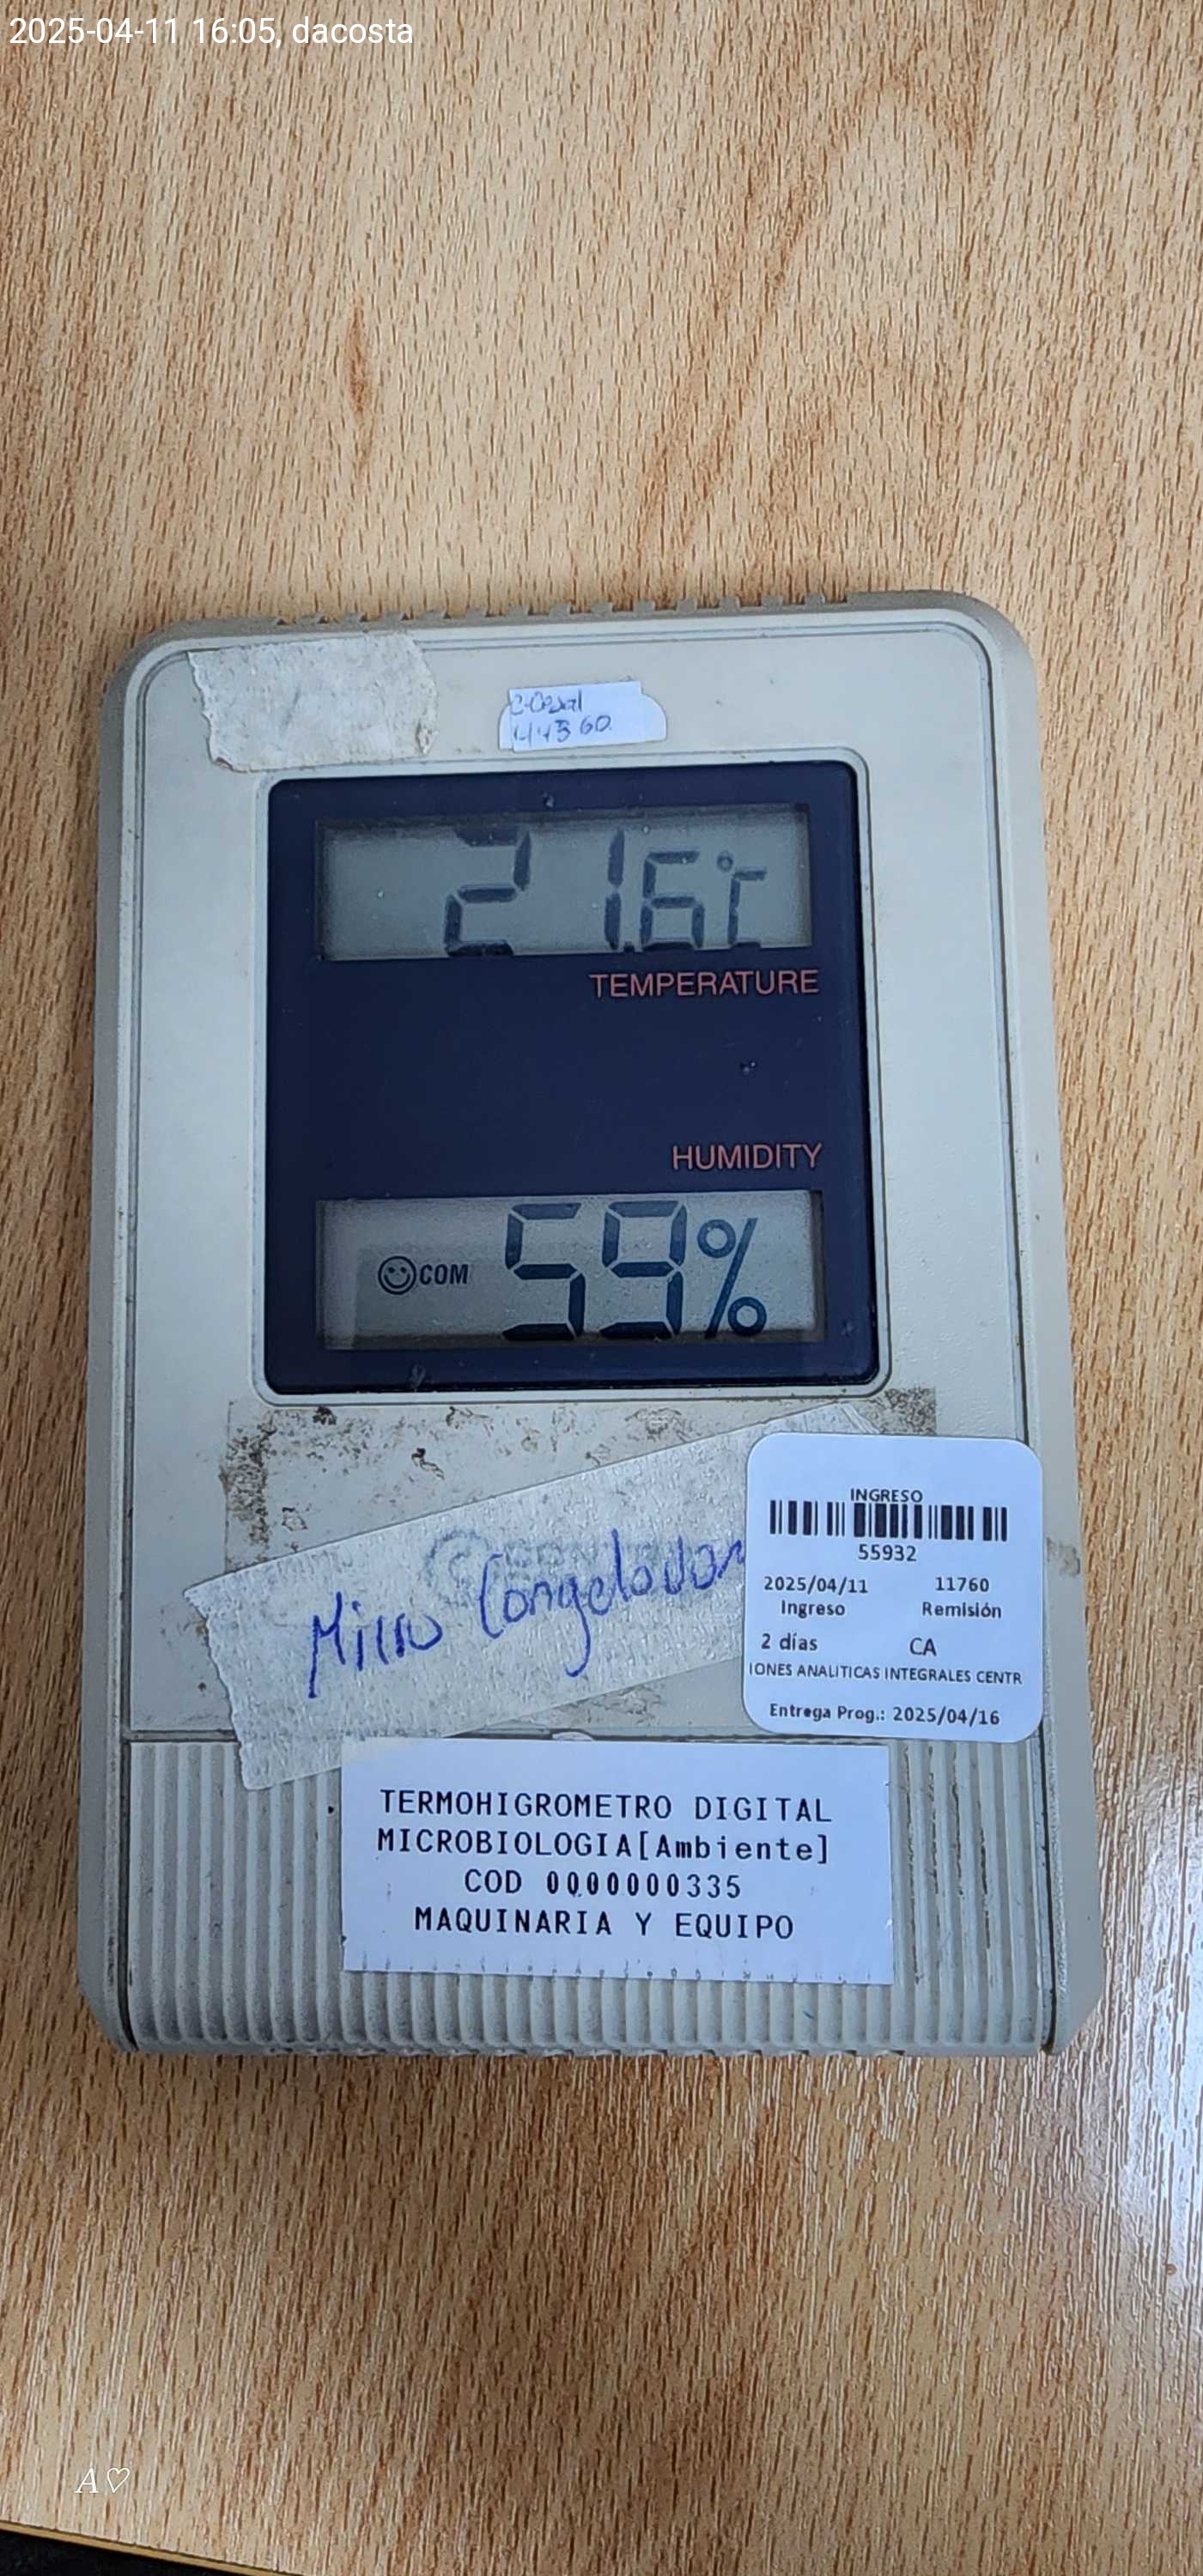 2025-04-11 16:05, dacosta
44360
21.6°C
TEMPERATURE
HUMIDITY
COM 59%
Micro
INGRESO
55932
2025/04/11 11760
Ingreso Remisión
2 días CA
IONES ANALITICAS INTEGRALES CENTR
Entrega Prog.: 2025/04/16
TERMOHIGROMETRO DIGITAL
MICROBIOLOGIA[Ambiente]
COD 0000000335
MAQUINARIA Y EQUIPO
A♡